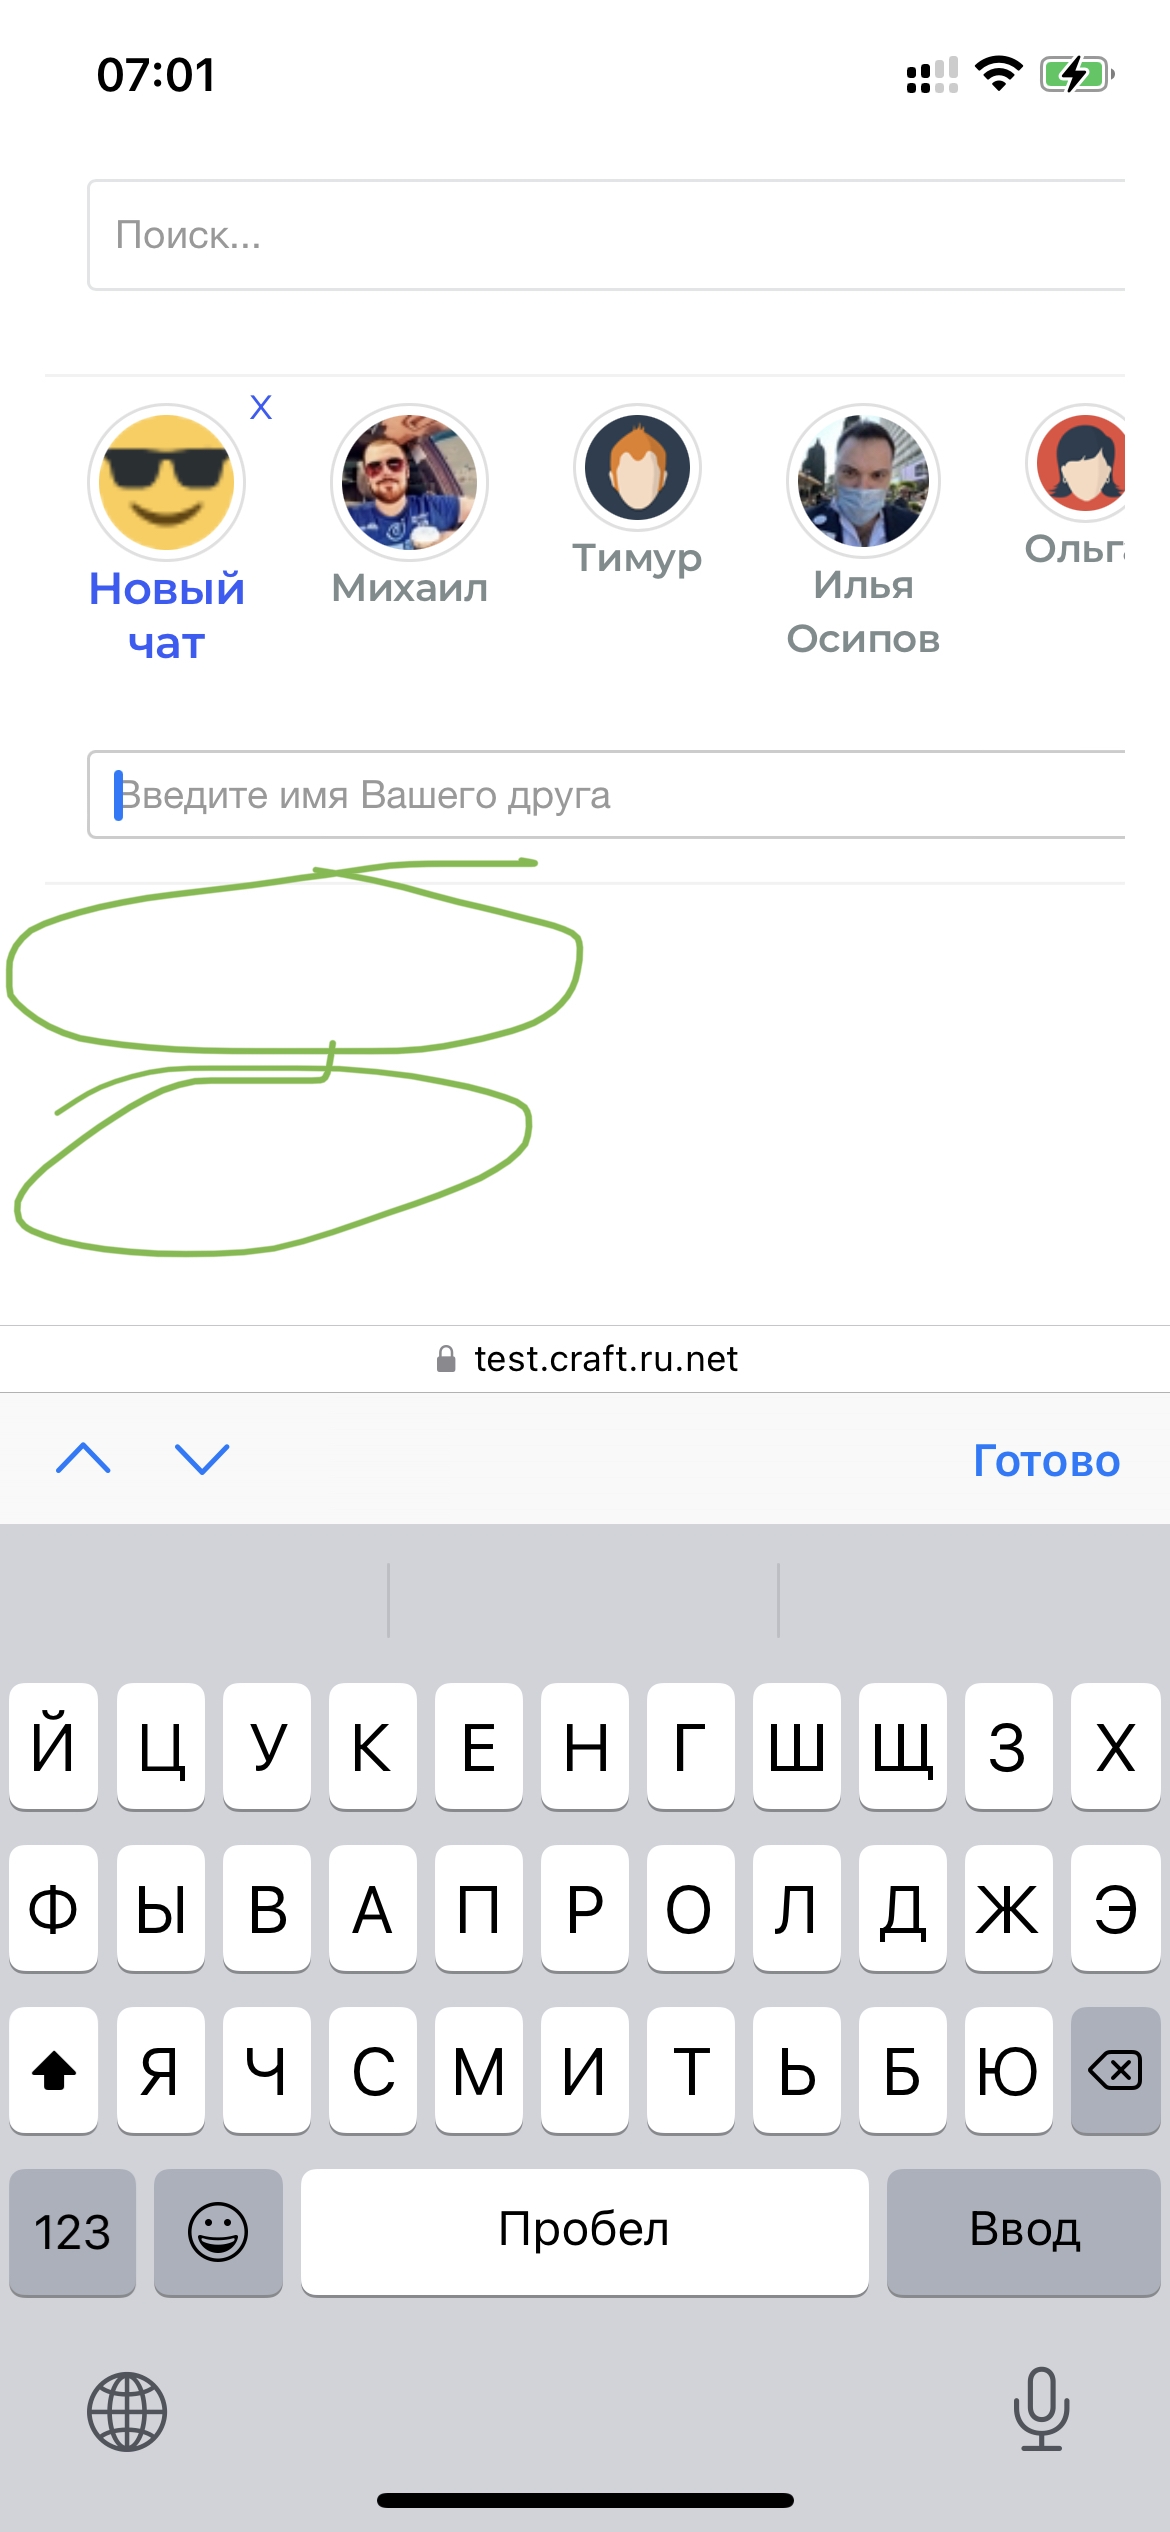 07:01
Поиск...
X
Новый
чат
Михаил
Тимур
Илья
Осипов
Введите имя Вашего друга
test.craft.ru.net
Готово
Й Ц У К Е Н Г Ш Щ З Х
Ф Ы В А П Р О Л Д Ж Э
Я Ч С М И Т Ь Б Ю
123 Пробел Ввод